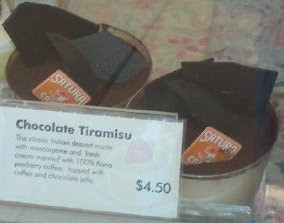 SATURA
Chocolate Tiramisu
The classic Italian dessert made
with mascarpone and fresh
cream married with 100% Kona
peaberry coffee, topped with
coffee and chocolate jello.
$4.50
SATURA